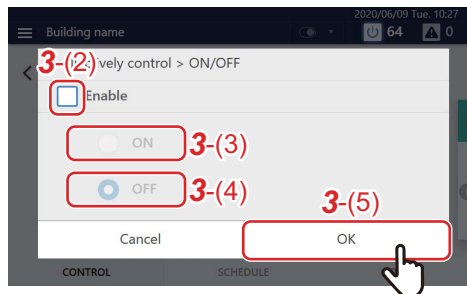 2020/06/09 Tue. 10:27
Building name
64
0
3-(2)
vely control > ON/OFF
Enable
ON
3-(3)
OFF
3-(4)
3-(5)
Cancel
OK
CONTROL
SCHEDULE